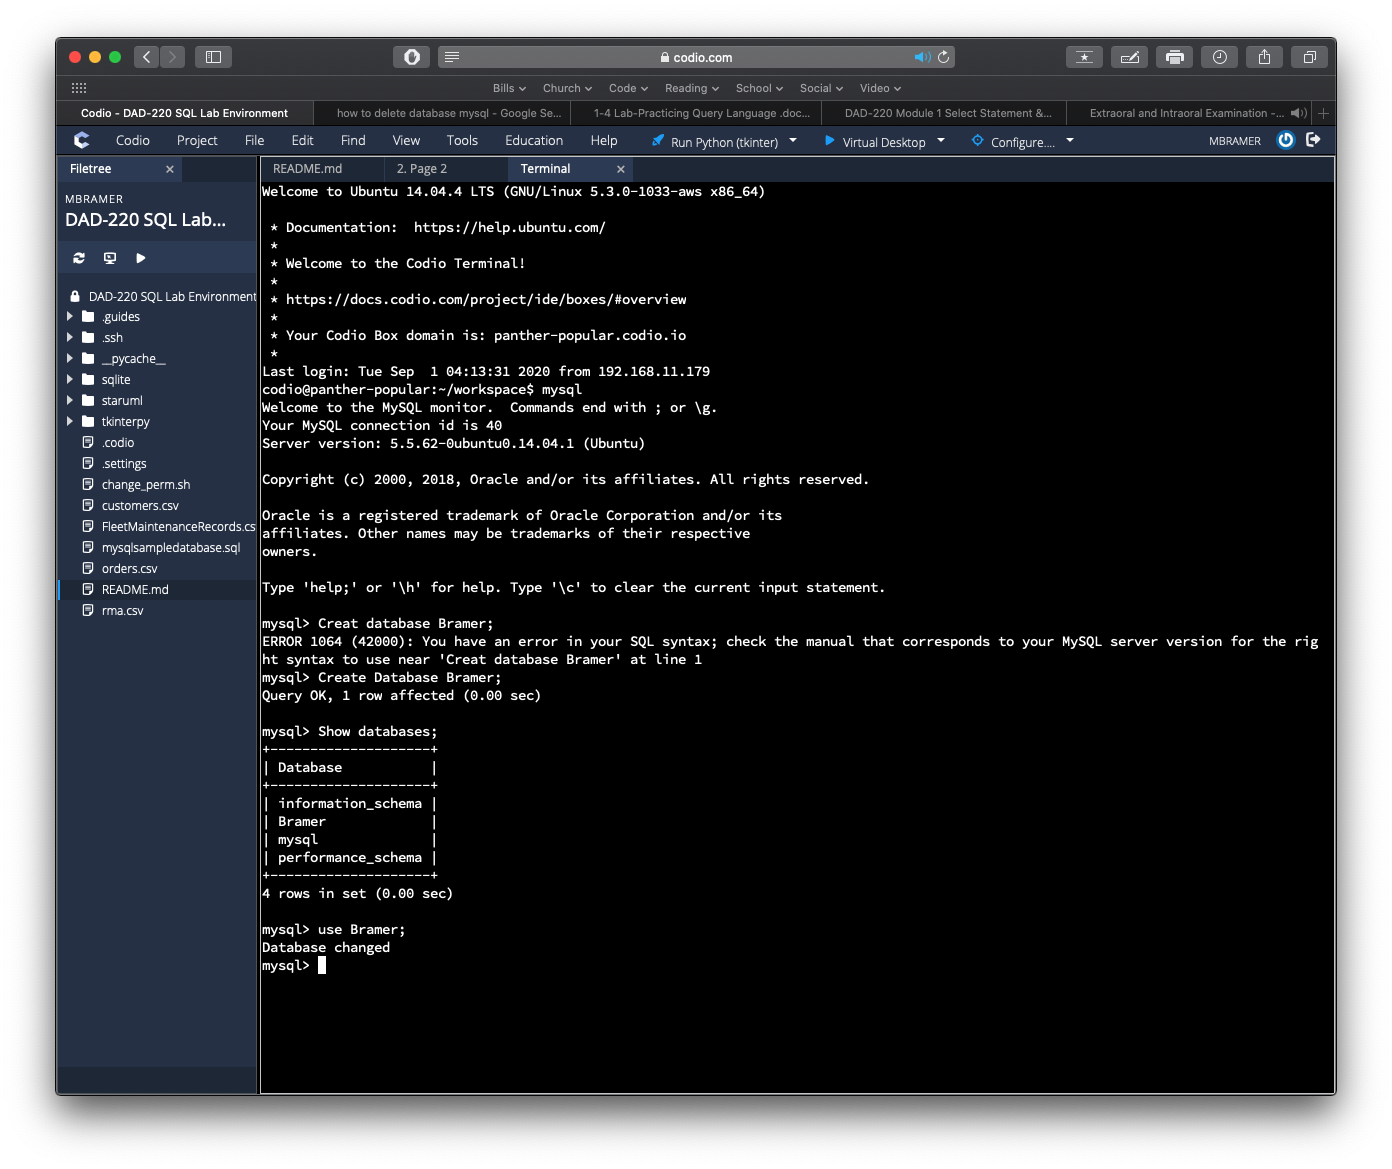 codio.com
Bills Church Code Reading School Social Video
Codio - DAD-220 SQL Lab Environment
how to delete database mysql - Google Se...
1-4 Lab-Practicing Query Language .doc...
DAD-220 Module 1 Select Statement &...
Extraoral and Intraoral Examination -...
Codio Project File Edit Find View Tools Education Help Run Python (tkinter) Virtual Desktop Configure.... MBRAMER
Filetree
README.md
2. Page 2
Terminal
MBRAMER
DAD-220 SQL Lab...
DAD-220 SQL Lab Environment
.guides
.ssh
__pycache__
sqlite
staruml
tkinterpy
.codio
.settings
change_perm.sh
customers.csv
FleetMaintenanceRecords.cs
mysqlsampledatabase.sql
orders.csv
README.md
rma.csv
Welcome to Ubuntu 14.04.4 LTS (GNU/Linux 5.3.0-1033-aws x86_64)
* Documentation:  https://help.ubuntu.com/
*
* Welcome to the Codio Terminal!
*
* https://docs.codio.com/project/ide/boxes/#overview
*
* Your Codio Box domain is: panther-popular.codio.io
*
Last login: Tue Sep  1 04:13:31 2020 from 192.168.11.179
codio@panther-popular:~/workspace$ mysql
Welcome to the MySQL monitor.  Commands end with ; or \g.
Your MySQL connection id is 40
Server version: 5.5.62-0ubuntu0.14.04.1 (Ubuntu)
Copyright (c) 2000, 2018, Oracle and/or its affiliates. All rights reserved.
Oracle is a registered trademark of Oracle Corporation and/or its
affiliates. Other names may be trademarks of their respective
owners.
Type 'help;' or '\h' for help. Type '\c' to clear the current input statement.
mysql> Creat database Bramer;
ERROR 1064 (42000): You have an error in your SQL syntax; check the manual that corresponds to your MySQL server version for the rig
ht syntax to use near 'Creat database Bramer' at line 1
mysql> Create Database Bramer;
Query OK, 1 row affected (0.00 sec)
mysql> Show databases;
+--------------------+
| Database           |
+--------------------+
| information_schema |
| Bramer             |
| mysql              |
| performance_schema |
+--------------------+
4 rows in set (0.00 sec)
mysql> use Bramer;
Database changed
mysql>